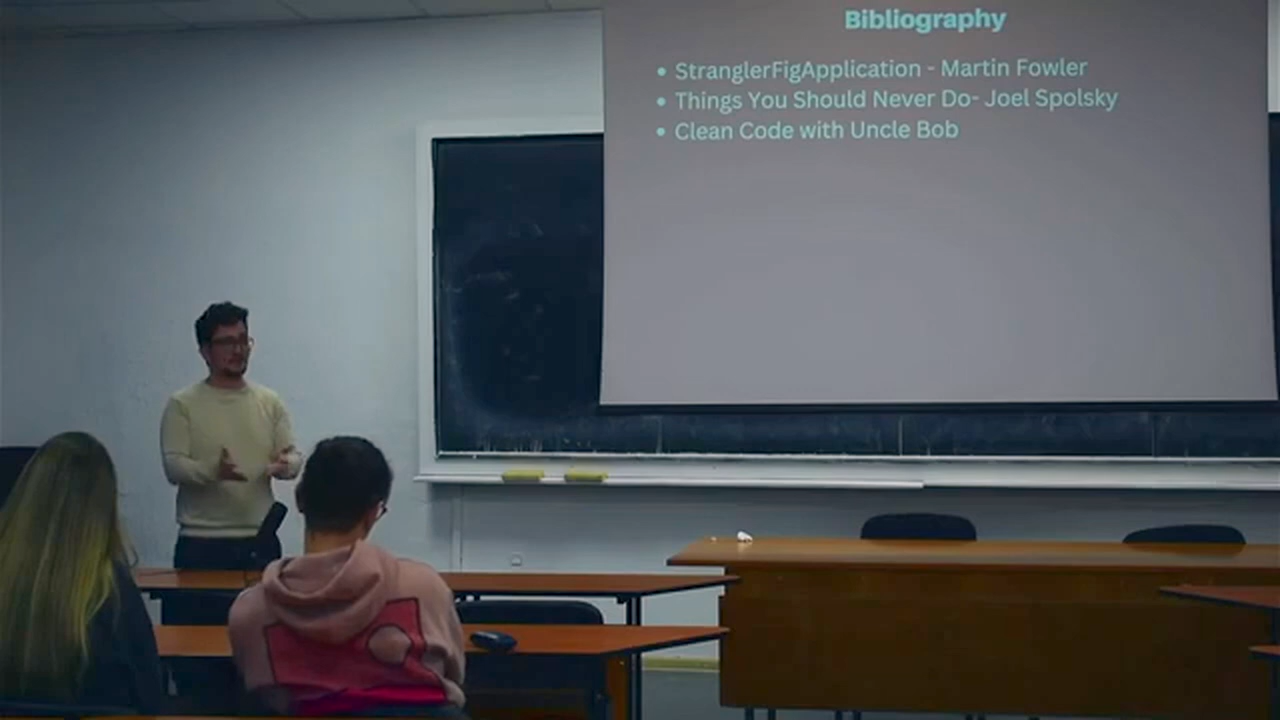 Bibliography
• StranglerFigApplication - Martin Fowler
• Things You Should Never Do- Joel Spolsky
• Clean Code with Uncle Bob